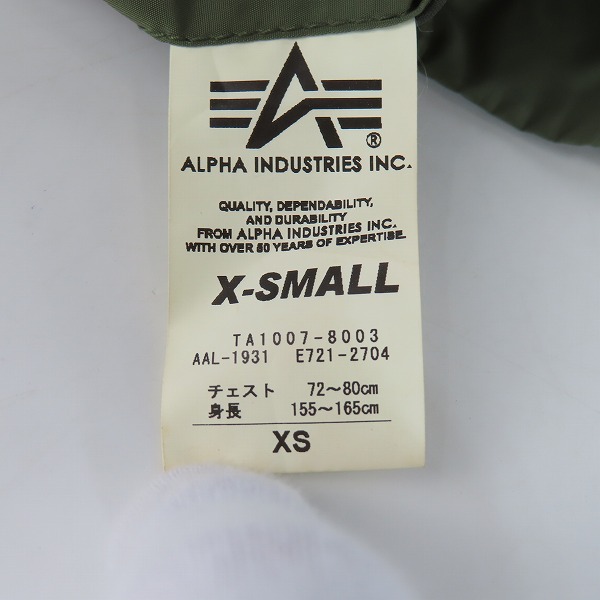 ®
ALPHA INDUSTRIES INC.
QUALITY, DEPENDABILITY,
AND DURABILITY
FROM ALPHA INDUSTRIES INC.
WITH OVER 50 YEARS OF EXPERTISE.
X-SMALL
TA1007-8003
AAL-1931 E721-2704
チェスト 72～80cm
身長 155～165cm
XS